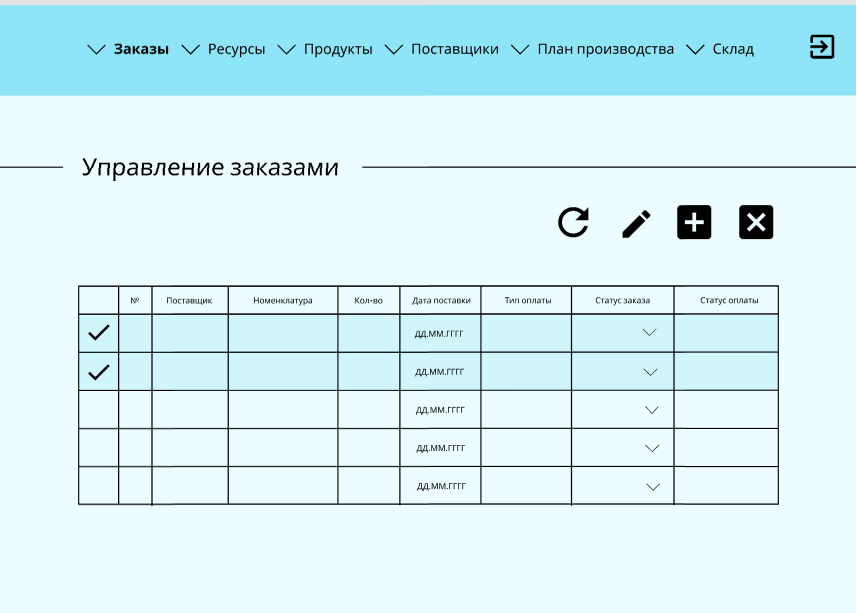 Заказы Ресурсы Продукты Поставщики План производства Склад
Управление заказами
№ Поставщик Номенклатура Кол-во Дата поставки Тип оплаты Статус заказа Статус оплаты
ДД.ММ.ГГГГ
ДД.ММ.ГГГГ
ДД.ММ.ГГГГ
ДД.ММ.ГГГГ
ДД.ММ.ГГГГ